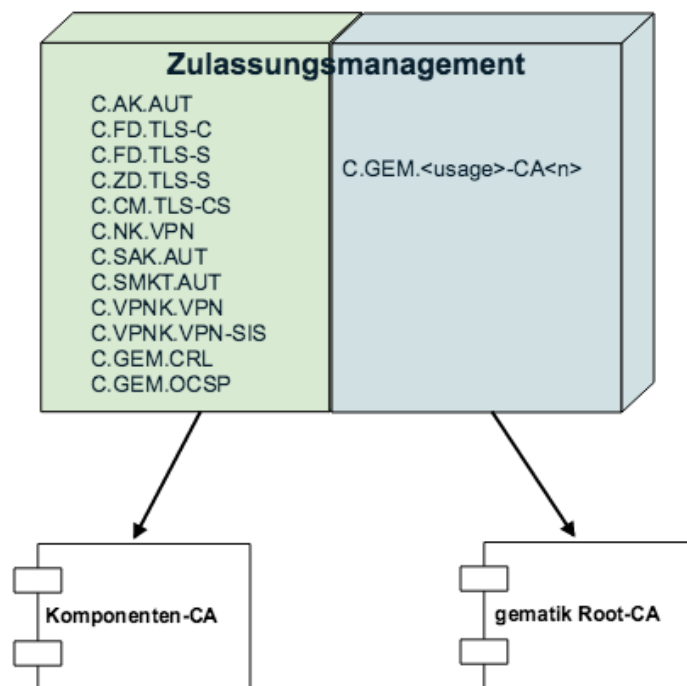 Zulassungsmanagement
C.AK.AUT
C.FD.TLS-C
C.FD.TLS-S
C.ZD.TLS-S
C.CM.TLS-CS
C.NK.VPN
C.SAK.AUT
C.SMKT.AUT
C.VPNK.VPN
C.VPNK.VPN-SIS
C.GEM.CRL
C.GEM.OCSP
C.GEM.<usage>-CA<n>
Komponenten-CA
gematik Root-CA